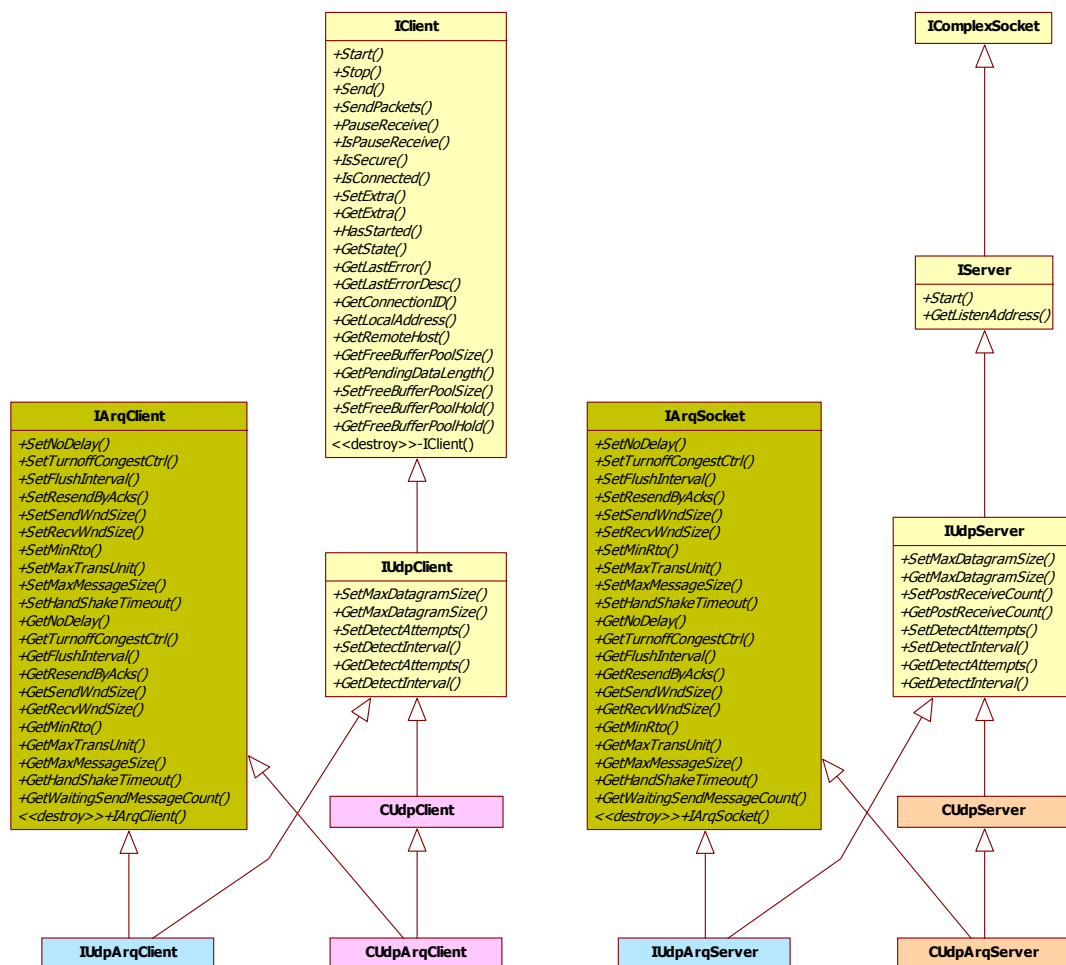 IClient
+Start()
+Stop()
+Send()
+SendPackets()
+PauseReceive()
+IsPauseReceive()
+IsSecure()
+IsConnected()
+SetExtra()
+GetExtra()
+HasStarted()
+GetState()
+GetLastError()
+GetLastErrorDesc()
+GetConnectionID()
+GetLocalAddress()
+GetRemoteHost()
+GetFreeBufferPoolSize()
+GetPendingDataLength()
+SetFreeBufferPoolSize()
+SetFreeBufferPoolHold()
+GetFreeBufferPoolHold()
<<destroy>>-IClient()
IComplexSocket
IServer
+Start()
+GetListenAddress()
IArqClient
+SetNoDelay()
+SetTurnoffCongestCtrl()
+SetFlushInterval()
+SetResendByAcks()
+SetSendWndSize()
+SetRecvWndSize()
+SetMinRto()
+SetMaxTransUnit()
+SetMaxMessageSize()
+SetHandShakeTimeout()
+GetNoDelay()
+GetTurnoffCongestCtrl()
+GetFlushInterval()
+GetResendByAcks()
+GetSendWndSize()
+GetRecvWndSize()
+GetMinRto()
+GetMaxTransUnit()
+GetMaxMessageSize()
+GetHandShakeTimeout()
+GetWaitingSendMessageCount()
<<destroy>>+IArqClient()
IUdpClient
+SetMaxDatagramSize()
+GetMaxDatagramSize()
+SetDetectAttempts()
+SetDetectInterval()
+GetDetectAttempts()
+GetDetectInterval()
IArqSocket
+SetNoDelay()
+SetTurnoffCongestCtrl()
+SetFlushInterval()
+SetResendByAcks()
+SetSendWndSize()
+SetRecvWndSize()
+SetMinRto()
+SetMaxTransUnit()
+SetMaxMessageSize()
+SetHandShakeTimeout()
+GetNoDelay()
+GetTurnoffCongestCtrl()
+GetFlushInterval()
+GetResendByAcks()
+GetSendWndSize()
+GetRecvWndSize()
+GetMinRto()
+GetMaxTransUnit()
+GetMaxMessageSize()
+GetHandShakeTimeout()
+GetWaitingSendMessageCount()
<<destroy>>+IArqSocket()
IUdpServer
+SetMaxDatagramSize()
+GetMaxDatagramSize()
+SetPostReceiveCount()
+GetPostReceiveCount()
+SetDetectAttempts()
+SetDetectInterval()
+GetDetectAttempts()
+GetDetectInterval()
CUdpClient
CUdpServer
IUdpArqClient
CUdpArqClient
IUdpArqServer
CUdpArqServer